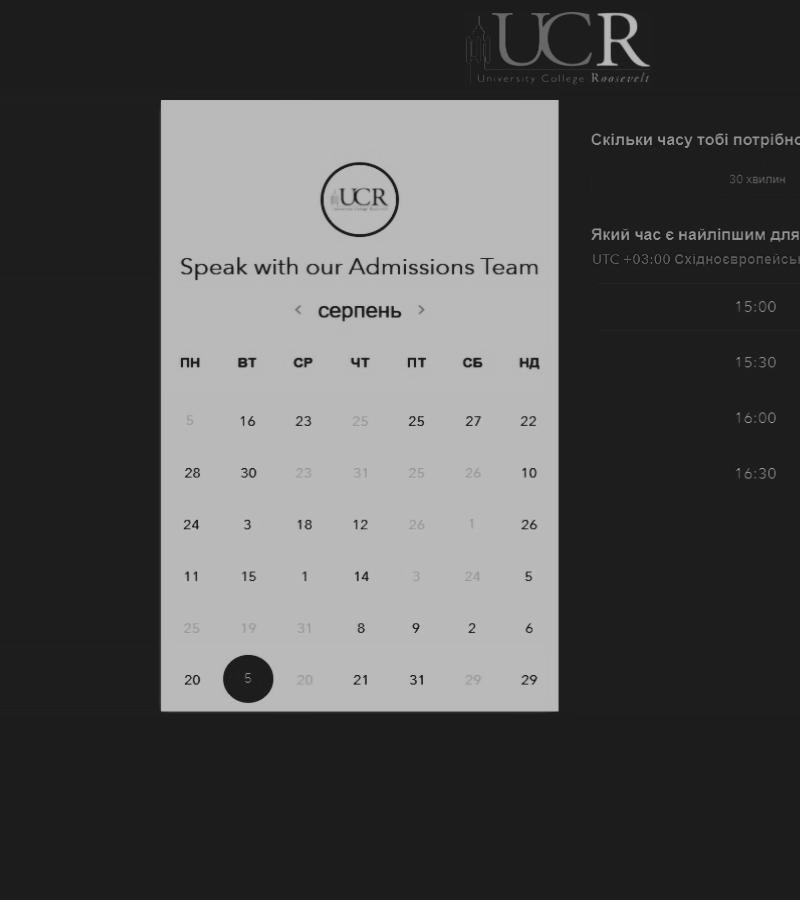 UCR
University College Roosevelt
UCR
Speak with our Admissions Team
серпень
ПН ВТ СР ЧТ ПТ СБ НД
5 16 23 25 25 27 22
28 30 23 31 25 26 10
24 3 18 12 26 1 26
11 15 1 14 3 24 5
25 19 31 8 9 2 6
20 5 20 21 31 29 29
Скільки часу тобі
30 хвилин
Який час є найліпшим для
UTC +03:00
15:00
15:30
16:00
16:30